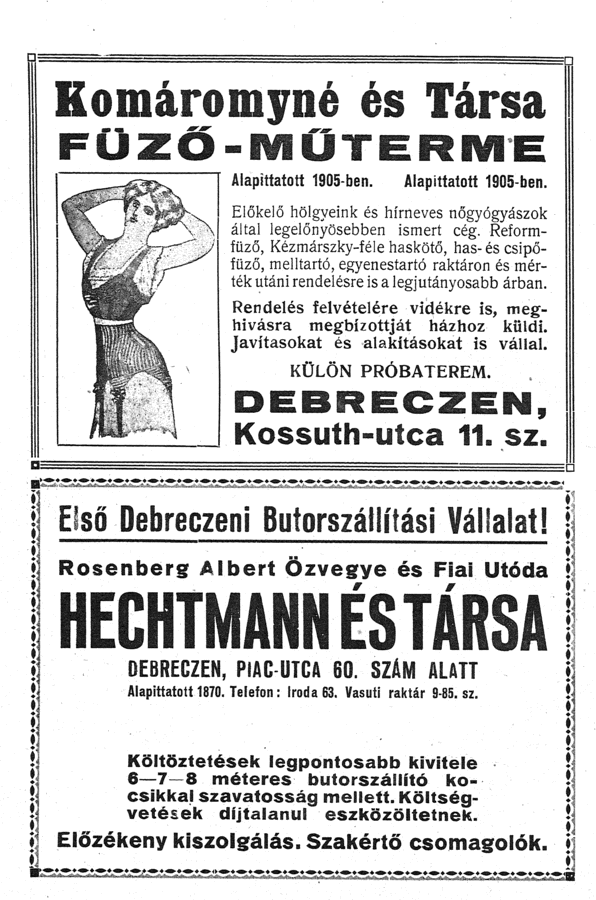 Komáromyné és Társa
FŰZŐ-MŰTERME
Alapittatott 1905-ben. Alapittatott 1905-ben.
Előkelő hölgyeink és hírneves nőgyógyászok
által legelőnyösebben ismert cég. Reform-
füző, Kézmárszky-féle haskötő, has- és csipő-
füző, melltartó, egyenestartó raktáron és mér-
ték utáni rendelésre is a legjutányosabb árban.
Rendelés felvételére vidékre is, meg-
hivásra megbízottját házhoz küldi.
Javítasokat és alakításokat is vállal.
KÜLÖN PRÓBATEREM.
DEBRECZEN,
Kossuth-utca 11. sz.
Első Debreczeni Butorszállítási Vállalat!
Rosenberg Albert Özvegye és Fiai Utóda
HECHTMANN ÉS TÁRSA
DEBRECZEN, PIAC-UTCA 60. SZÁM ALATT
Alapittatott 1870. Telefon: Iroda 63. Vasuti raktár 9-85. sz.
Költöztetések legpontosabb kivitele
6—7—8 méteres butorszállító ko-
csikkal szavatosság mellett. Költség-
vetések díjtalanul eszközöltetnek.
Előzékeny kiszolgálás. Szakértő csomagolók.